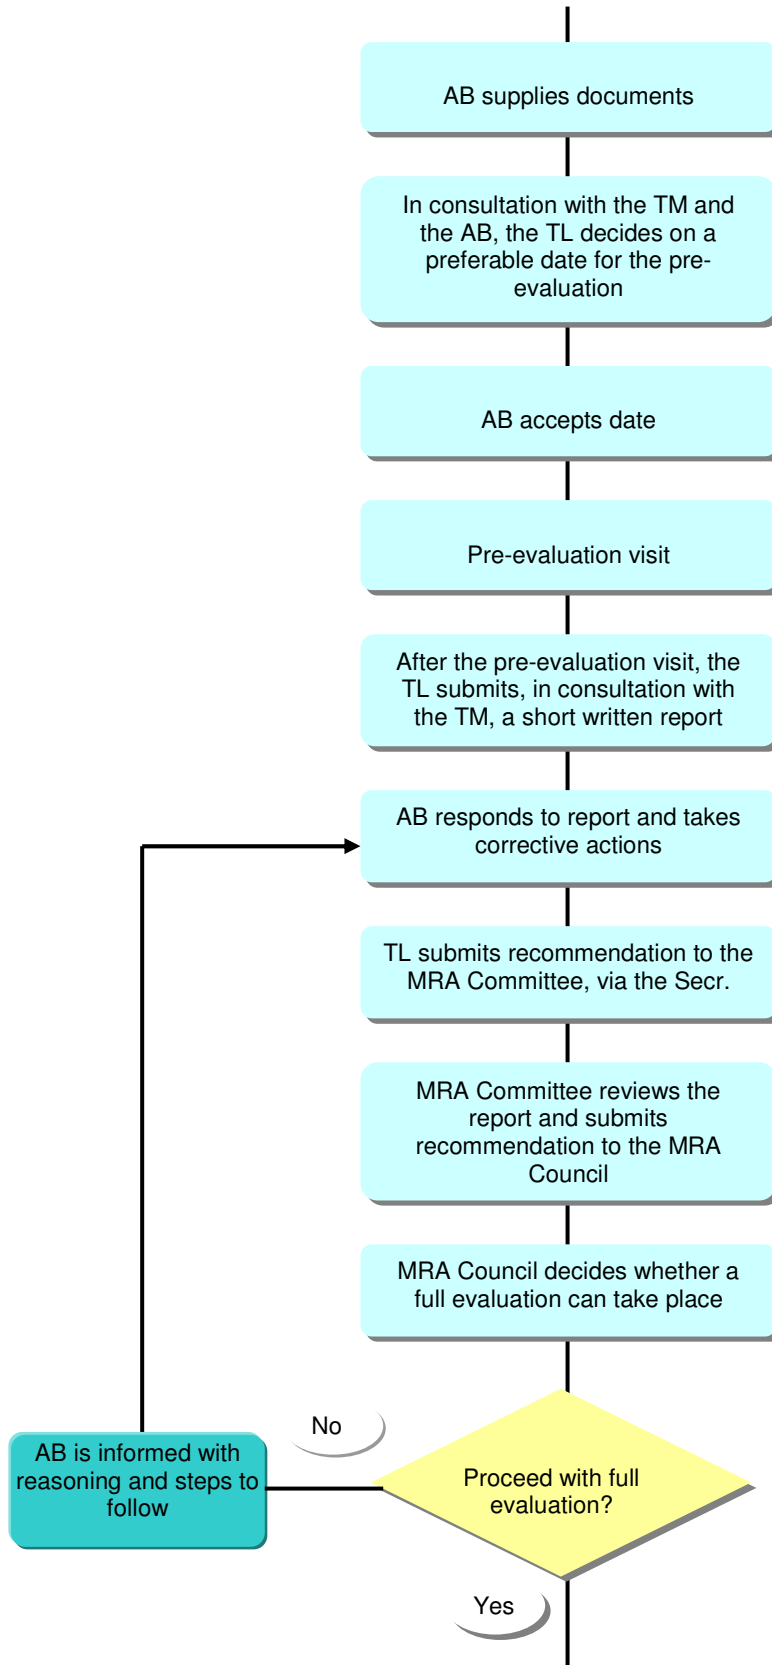 AB supplies documents
In consultation with the TM and
the AB, the TL decides on a
preferable date for the pre-
evaluation
AB accepts date
Pre-evaluation visit
After the pre-evaluation visit, the
TL submits, in consultation with
the TM, a short written report
AB responds to report and takes
corrective actions
TL submits recommendation to the
MRA Committee, via the Secr.
MRA Committee reviews the
report and submits
recommendation to the MRA
Council
MRA Council decides whether a
full evaluation can take place
No
AB is informed with
reasoning and steps to
follow
Proceed with full
evaluation?
Yes